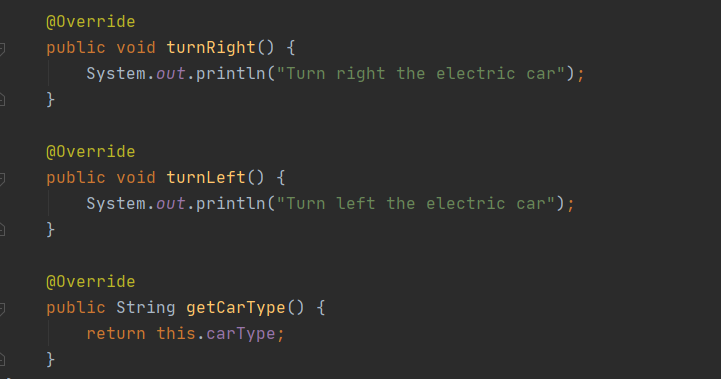 @Override
public void turnRight() {
    System.out.println("Turn right the electric car");
}
@Override
public void turnLeft() {
    System.out.println("Turn left the electric car");
}
@Override
public String getCarType() {
    return this.carType;
}